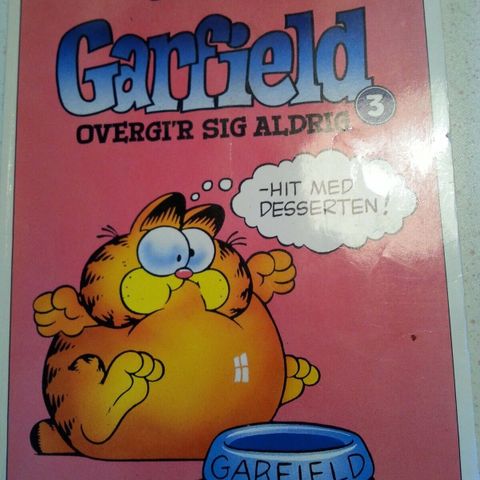 Garfield
OVERGI'R SIG ALDRIG
3
-HIT MED
DESSERTEN!
GARFIELD